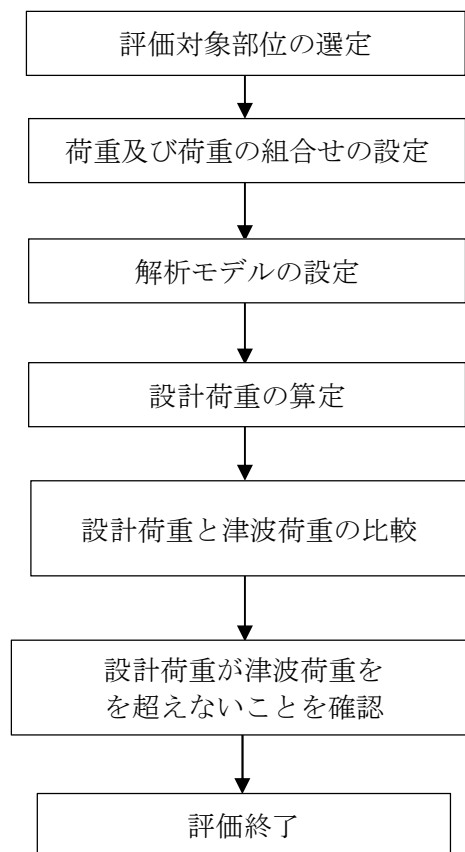 評価対象部位の選定
荷重及び荷重の組合せの設定
解析モデルの設定
設計荷重の算定
設計荷重と津波荷重の比較
設計荷重が津波荷重を
を超えないことを確認
評価終了